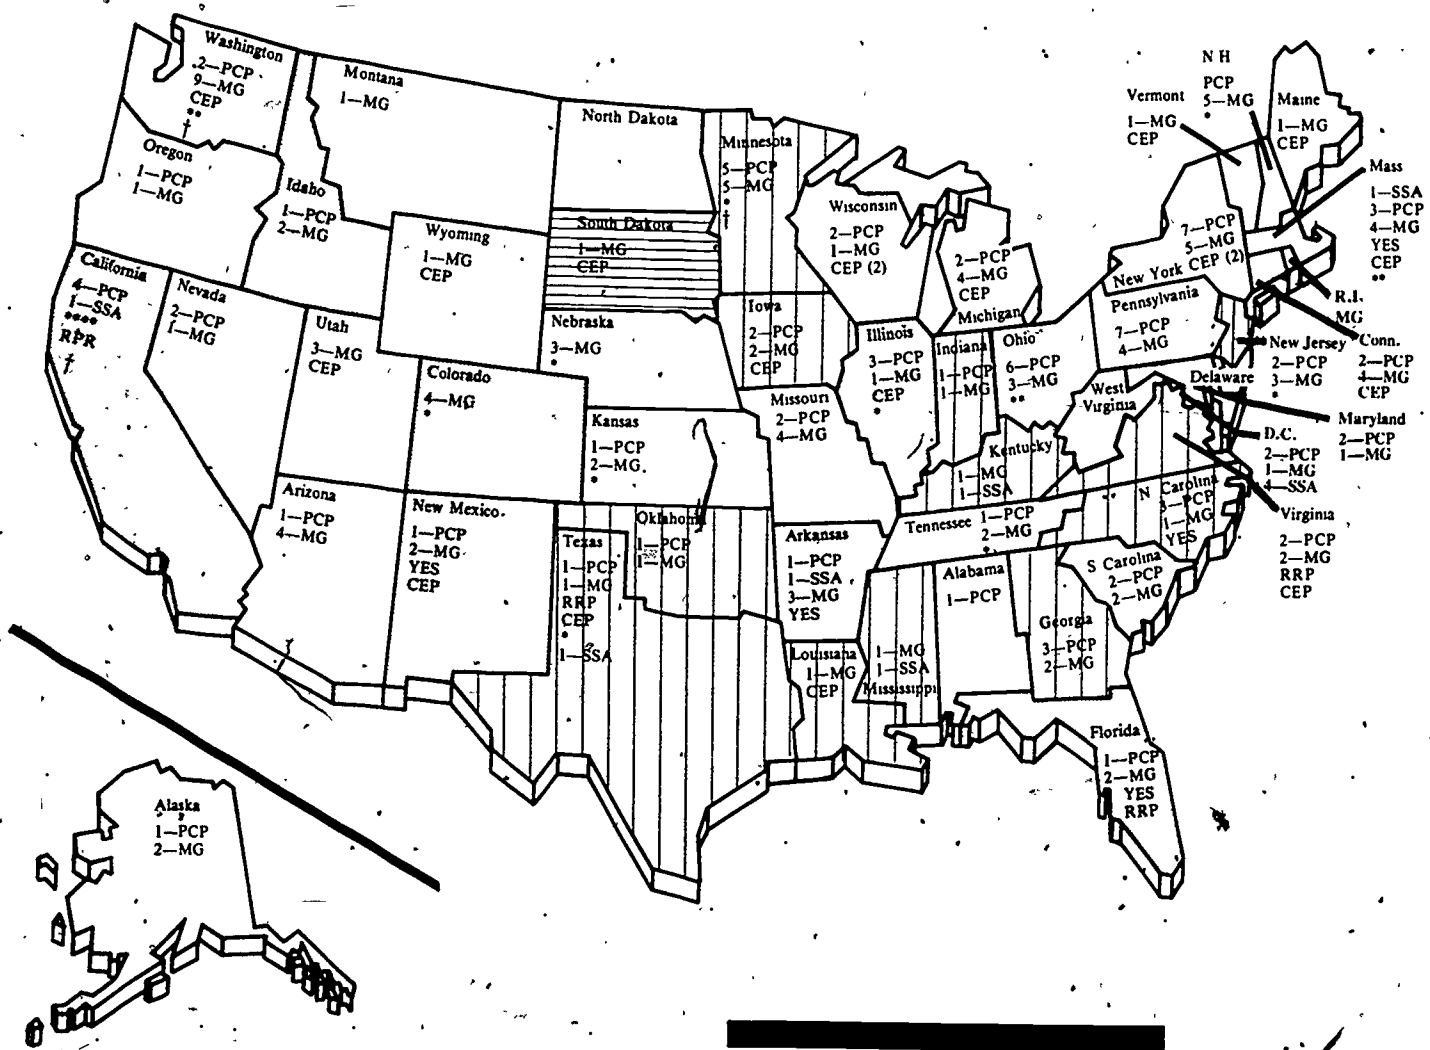 Washington
2—PCP
9—MG
CEP
**
†
Oregon
1—PCP
1—MG
California
4—PCP
1—SSA
****
RPR
†
Nevada
2—PCP
1—MG
Idaho
1—PCP
2—MG
Montana
1—MG
Wyoming
1—MG
CEP
Utah
3—MG
CEP
Colorado
4—MG
*
Arizona
1—PCP
4—MG
New Mexico
1—PCP
2—MG
YES
CEP
North Dakota
South Dakota
1—MG
CEP
Nebraska
3—MG
*
Kansas
1—PCP
2—MG
*
Oklahoma
1—PCP
1—MG
Texas
1—PCP
1—MG
RRP
CEP
*
1—SSA
Minnesota
5—PCP
5—MG
*
†
Iowa
2—PCP
2—MG
CEP
Missouri
2—PCP
4—MG
Arkansas
1—PCP
1—SSA
3—MG
YES
Louisiana
1—MG
CEP
Wisconsin
2—PCP
1—MG
CEP (2)
Illinois
3—PCP
1—MG
CEP
*
2—PCP
4—MG
CEP
Michigan
Indiana
1—PCP
1—MG
Ohio
6—PCP
3—MG
**
Kentucky
1—MG
1—SSA
Tennessee
1—PCP
2—MG
*
1—MG
1—SSA
Mississippi
Alabama
1—PCP
Georgia
3—PCP
2—MG
Florida
1—PCP
2—MG
YES
RRP
S Carolina
2—PCP
2—MG
N Carolina
3—PCP
1—MG
YES
West
Virginia
Virginia
2—PCP
2—MG
RRP
CEP
D.C.
2—PCP
1—MG
4—SSA
Maryland
2—PCP
1—MG
Delaware
Pennsylvania
7—PCP
4—MG
New Jersey
2—PCP
3—MG
*
7—PCP
5—MG
CEP (2)
New York
Conn.
2—PCP
4—MG
CEP
R.I.
MG
Mass
1—SSA
3—PCP
4—MG
YES
CEP
**
Vermont
1—MG
CEP
N H
PCP
5—MG
*
Maine
1—MG
CEP
Alaska
1—PCP
2—MG